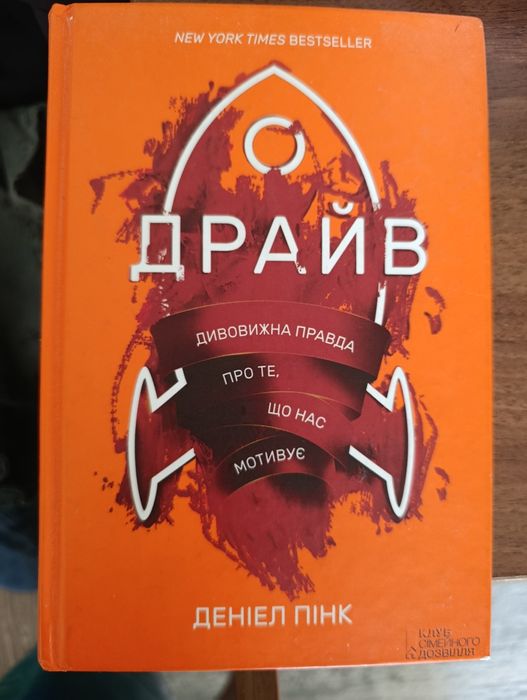 NEW YORK TIMES BESTSELLER
ДРАЙВ
ДИВОВИЖНА ПРАВДА
ПРО ТЕ,
ЩО НАС
МОТИВУЄ
ДЕНІЕЛ ПІНК
КЛУБ
СІМЕЙНОГО
ДОЗВІЛЛЯ